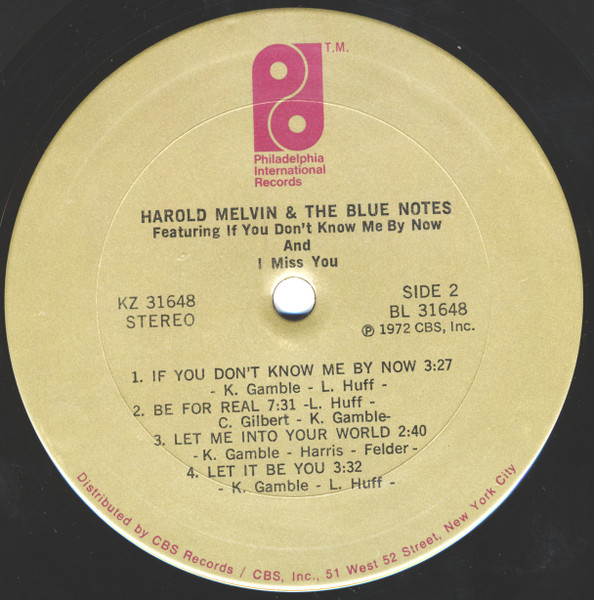 T.M.
Philadelphia
International
Records
HAROLD MELVIN & THE BLUE NOTES
Featuring If You Don't Know Me By Now
And
I Miss You
KZ 31648
STEREO
SIDE 2
BL 31648
℗ 1972 CBS, Inc.
1. IF YOU DON'T KNOW ME BY NOW 3:27
- K. Gamble - L. Huff -
2. BE FOR REAL 7:31 -L. Huff -
C. Gilbert - K. Gamble-
3. LET ME INTO YOUR WORLD 2:40
- K. Gamble - Harris - Felder -
4. LET IT BE YOU 3:32
- K. Gamble - L. Huff -
Distributed by CBS Records / CBS, Inc., 51 West 52 Street, New York City